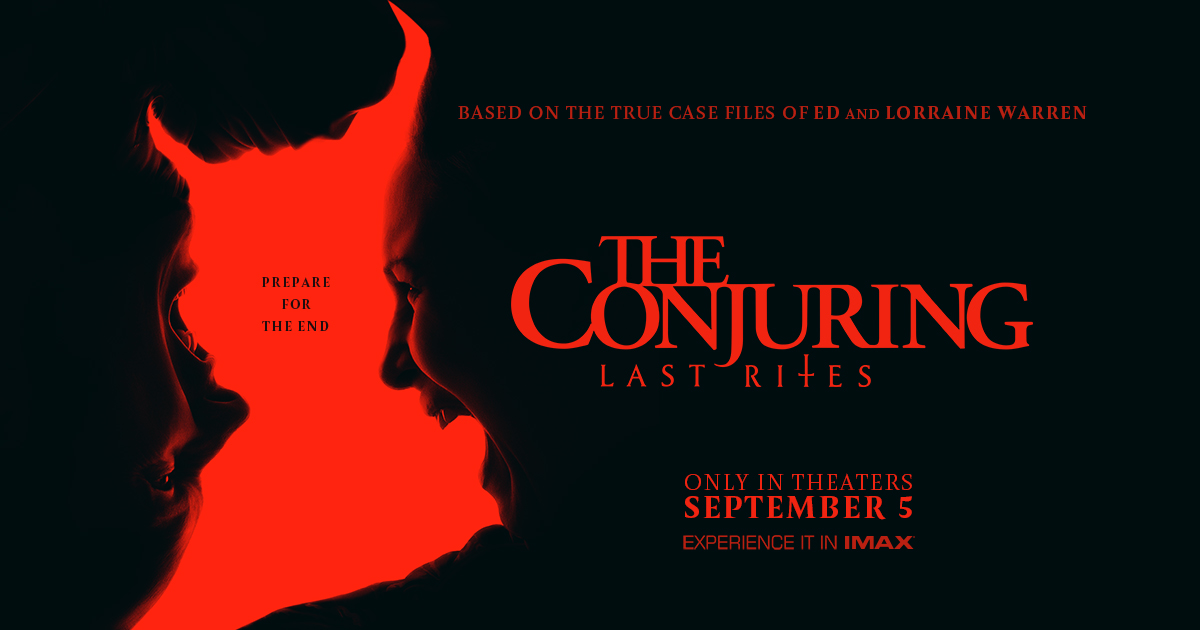 BASED ON THE TRUE CASE FILES OF ED AND LORRAINE WARREN
PREPARE
FOR
THE END
THE
CONJURING
LAST RITES
ONLY IN THEATERS
SEPTEMBER 5
EXPERIENCE IT IN IMAX